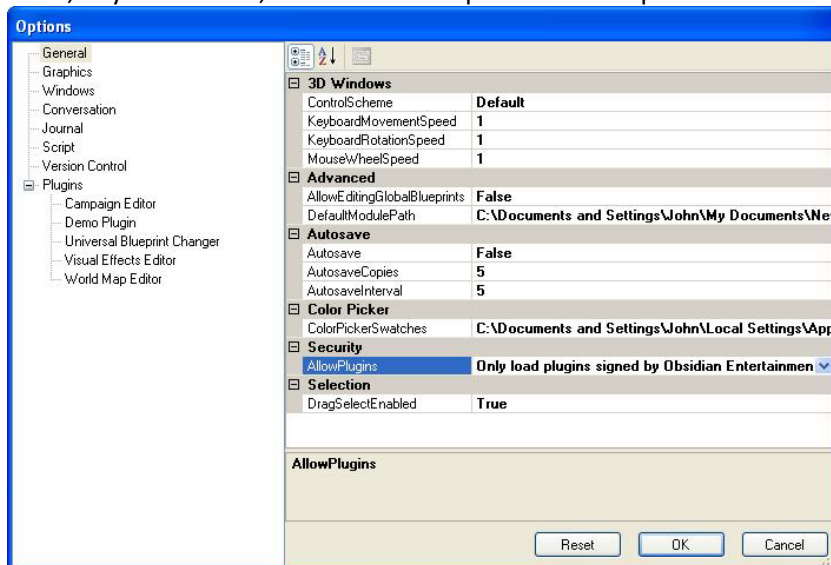 Options
General
Graphics
Windows
Conversation
Journal
Script
Version Control
Plugins
Campaign Editor
Demo Plugin
Universal Blueprint Changer
Visual Effects Editor
World Map Editor
3D Windows
ControlScheme Default
KeyboardMovementSpeed 1
KeyboardRotationSpeed 1
MouseWheelSpeed 1
Advanced
AllowEditingGlobalBlueprints False
DefaultModulePath C:\Documents and Settings\John\My Documents\Ne
Autosave
Autosave False
AutosaveCopies 5
AutosaveInterval 5
Color Picker
ColorPickerSwatches C:\Documents and Settings\John\Local Settings\App
Security
AllowPlugins Only load plugins signed by Obsidian Entertainmen
Selection
DragSelectEnabled True
AllowPlugins
Reset OK Cancel